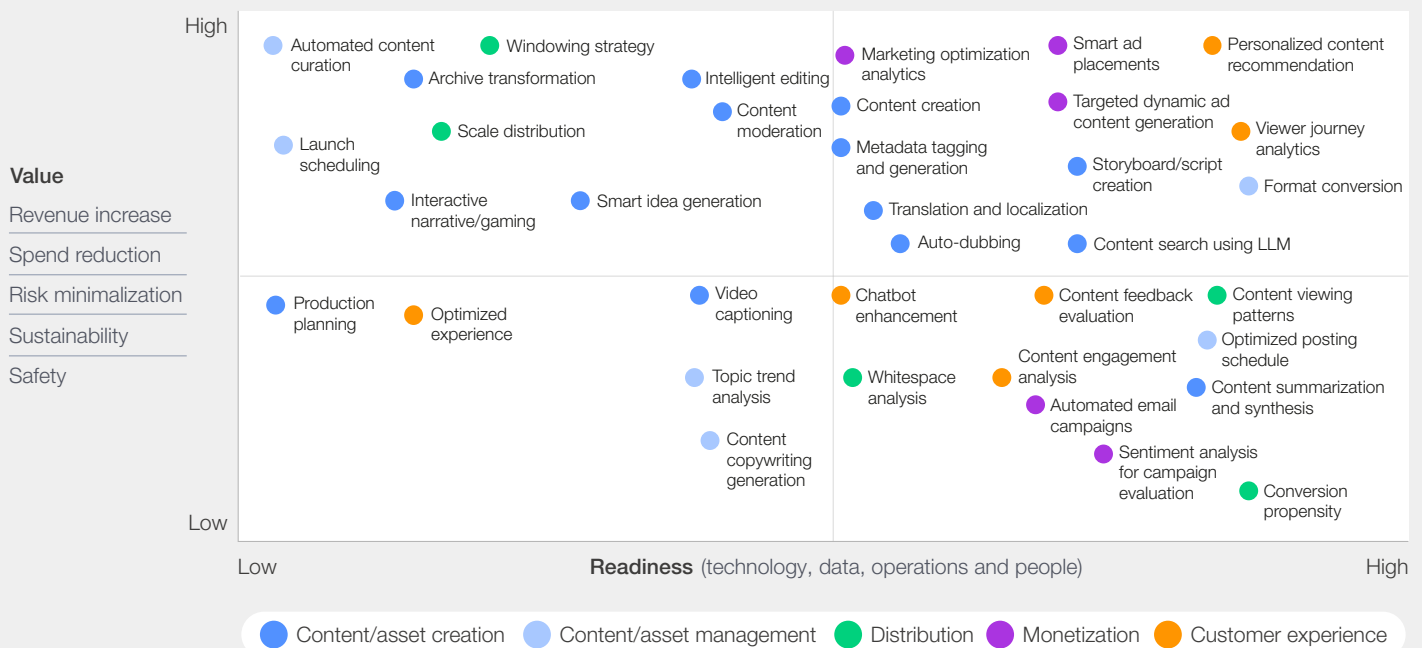 High
Automated content
curation
Windowing strategy
Archive transformation
Intelligent editing
Content
moderation
Scale distribution
Launch
scheduling
Interactive
narrative/gaming
Smart idea generation
Marketing optimization
analytics
Smart ad
placements
Personalized content
recommendation
Content creation
Targeted dynamic ad
content generation
Viewer journey
analytics
Metadata tagging
and generation
Storyboard/script
creation
Format conversion
Translation and localization
Auto-dubbing
Content search using LLM
Value
Revenue increase
Spend reduction
Risk minimalization
Sustainability
Safety
Production
planning
Optimized
experience
Video
captioning
Topic trend
analysis
Content
copywriting
generation
Chatbot
enhancement
Content feedback
evaluation
Content viewing
patterns
Optimized posting
schedule
Whitespace
analysis
Content engagement
analysis
Content summarization
and synthesis
Automated email
campaigns
Sentiment analysis
for campaign
evaluation
Conversion
propensity
Low
Low
Readiness (technology, data, operations and people)
High
Content/asset creation
Content/asset management
Distribution
Monetization
Customer experience